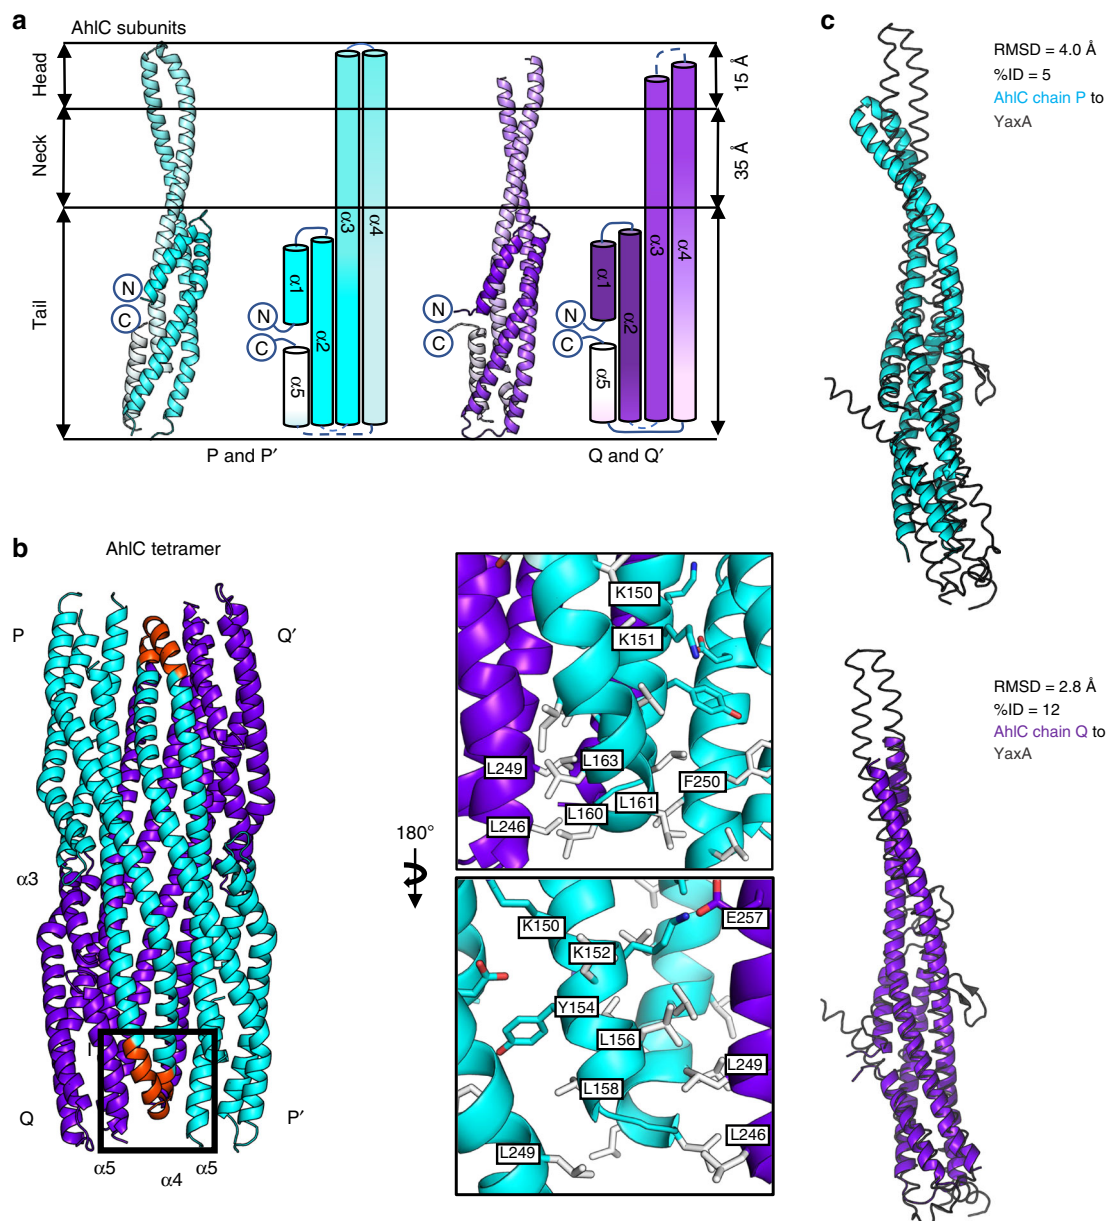 a
AhlC subunits
Head
Neck
Tail
N
C
α1
α2
α3
α4
α5
N
C
P and P′
N
C
α1
α2
α3
α4
α5
N
C
Q and Q′
15 Å
35 Å
b
AhlC tetramer
P
Q′
α3
Q
P′
α5
α4
α5
180°
K150
K151
L249
L163
F250
L161
L160
L246
K150
E257
K152
Y154
L156
L249
L158
L246
L249
c
RMSD = 4.0 Å
%ID = 5
AhlC chain P to
YaxA
RMSD = 2.8 Å
%ID = 12
AhlC chain Q to
YaxA